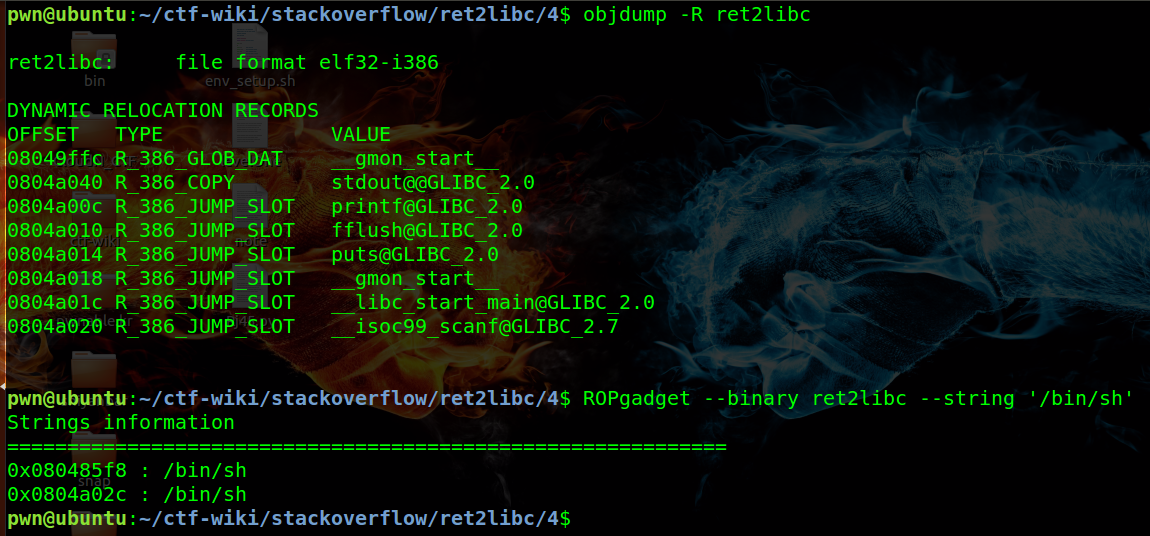 pwn@ubuntu:~/ctf-wiki/stackoverflow/ret2libc/4$ objdump -R ret2libc
ret2libc:     file format elf32-i386
bin
env_setup.sh
DYNAMIC RELOCATION RECORDS
OFFSET   TYPE              VALUE
08049ffc R_386_GLOB_DAT    __gmon_start__
0804a040 R_386_COPY        stdout@@GLIBC_2.0
0804a00c R_386_JUMP_SLOT   printf@GLIBC_2.0
0804a010 R_386_JUMP_SLOT   fflush@GLIBC_2.0
0804a014 R_386_JUMP_SLOT   puts@GLIBC_2.0
0804a018 R_386_JUMP_SLOT   __gmon_start__
0804a01c R_386_JUMP_SLOT   __libc_start_main@GLIBC_2.0
0804a020 R_386_JUMP_SLOT   __isoc99_scanf@GLIBC_2.7
pwn@ubuntu:~/ctf-wiki/stackoverflow/ret2libc/4$ ROPgadget --binary ret2libc --string '/bin/sh'
Strings information
============================================================
0x080485f8 : /bin/sh
snap
0x0804a02c : /bin/sh
pwn@ubuntu:~/ctf-wiki/stackoverflow/ret2libc/4$